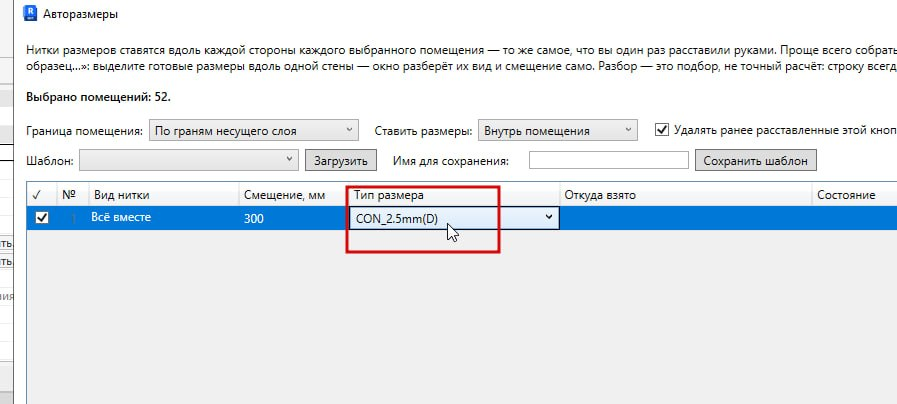 Авторазмеры
Нитки размеров ставятся вдоль каждой стороны каждого выбранного помещения — то же самое, что вы один раз расставили руками. Проще всего собрать
образец...»: выделите готовые размеры вдоль одной стены — окно разберёт их вид и смещение само. Разбор — это подбор, не точный расчёт: строку всегд
Выбрано помещений: 52.
Граница помещения: По граням несущего слоя Ставить размеры: Внутрь помещения Удалять ранее расставленные этой кноп
Шаблон: Загрузить Имя для сохранения: Сохранить шаблон
✓ № Вид нитки Смещение, мм Тип размера Откуда взято Состояние
1 Всё вместе 300 CON_2.5mm(D)